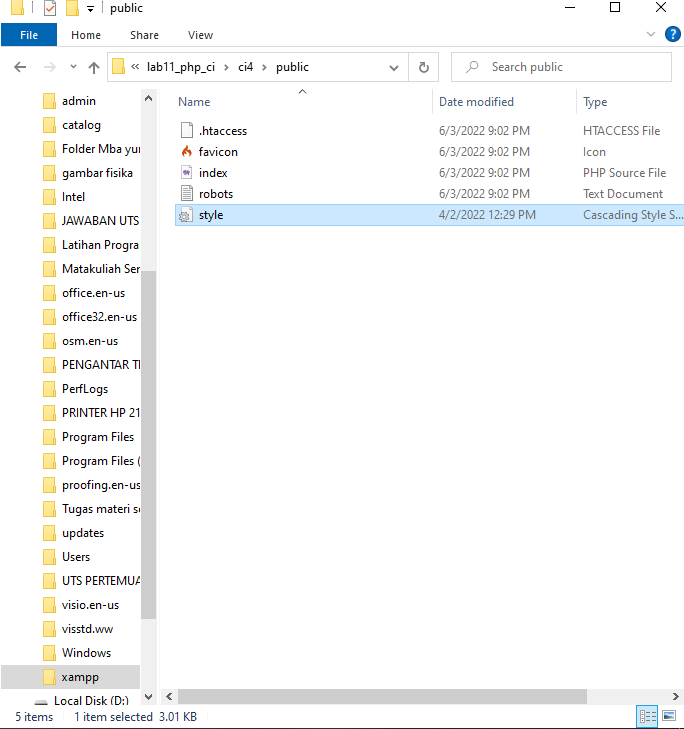 public
File Home Share View
« lab11_php_ci > ci4 > public
Search public
Name Date modified Type
.htaccess 6/3/2022 9:02 PM HTACCESS File
favicon 6/3/2022 9:02 PM Icon
index 6/3/2022 9:02 PM PHP Source File
robots 6/3/2022 9:02 PM Text Document
style 4/2/2022 12:29 PM Cascading Style S...
admin
catalog
Folder Mba yu
gambar fisika
Intel
JAWABAN UTS
Latihan Progra
Matakuliah Ser
office.en-us
office32.en-us
osm.en-us
PENGANTAR TI
PerfLogs
PRINTER HP 21
Program Files
Program Files (
proofing.en-us
Tugas materi se
updates
Users
UTS PERTEMUA
visio.en-us
visstd.ww
Windows
xampp
Local Disk (D:)
5 items 1 item selected 3.01 KB